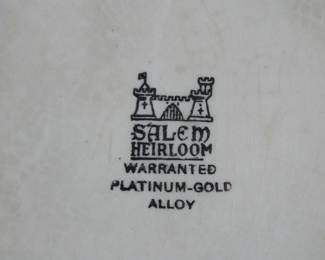 SALEM
HEIRLOOM
WARRANTED
PLATINUM-GOLD
ALLOY